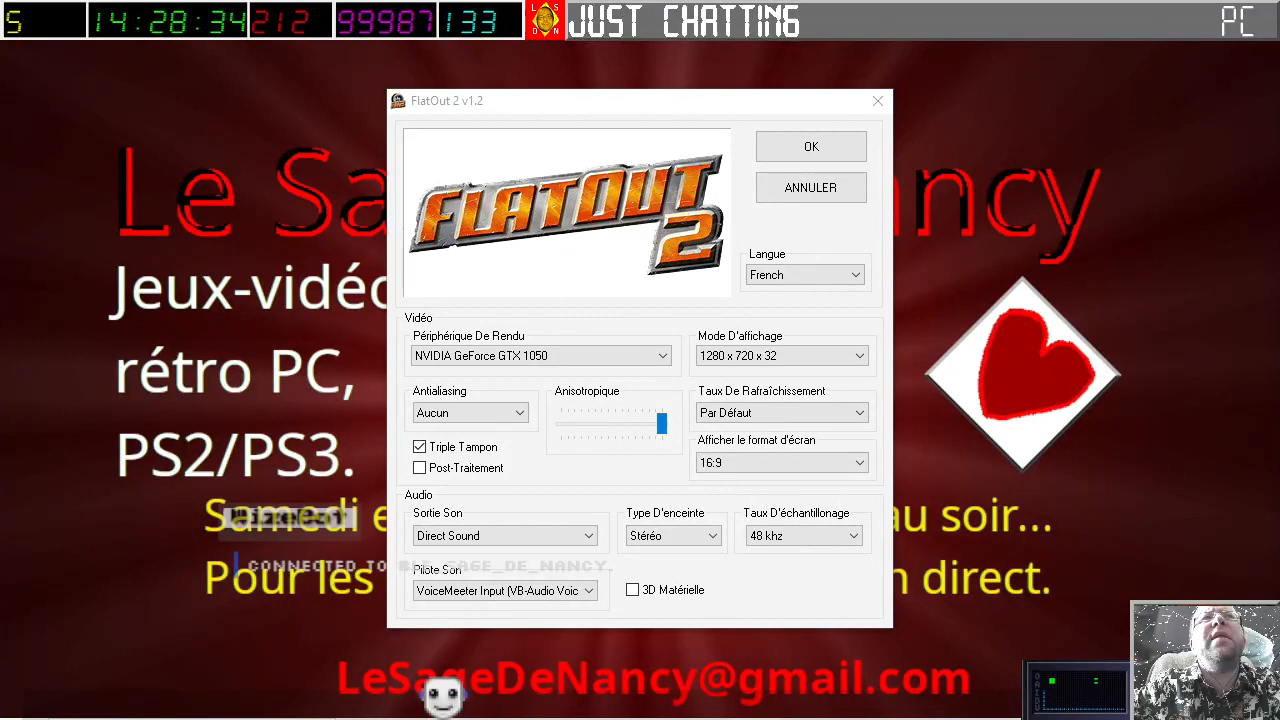 S 14:28:34 212 99987 133 LSDN JUST CHATTING PC
FlatOut 2 v1.2
FLATOUT 2
OK
ANNULER
Langue
French
Vidéo
Périphérique De Rendu
NVIDIA GeForce GTX 1050
Mode D'affichage
1280 x 720 x 32
Antialiasing
Aucun
Anisotropique
Taux De Rafraîchissement
Par Défaut
Triple Tampon
Post-Traitement
Afficher le format d'écran
16:9
Audio
Sortie Son
Direct Sound
Type D'enceinte
Stéréo
Taux D'échantillonage
48 khz
Pilote Son
VoiceMeeter Input (VB-Audio Voic
3D Matérielle
Le Sa ancy
Jeux-vidéo
rétro PC,
PS2/PS3.
Samedi e au soir...
CONNECTED TO SAGE_DE_NANCY
Pour les n direct.
LeSageDeNancy@gmail.com